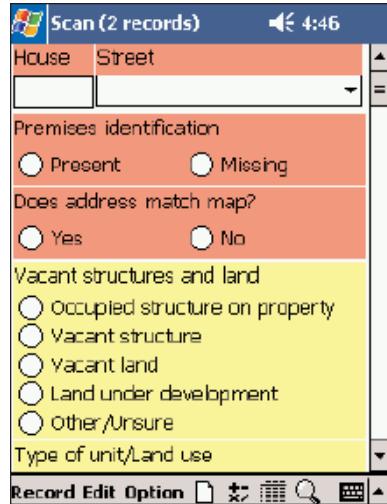 Scan (2 records) 4:46
House Street
Premises identification
Present Missing
Does address match map?
Yes No
Vacant structures and land
Occupied structure on property
Vacant structure
Vacant land
Land under development
Other/Unsure
Type of unit/Land use
Record Edit Option